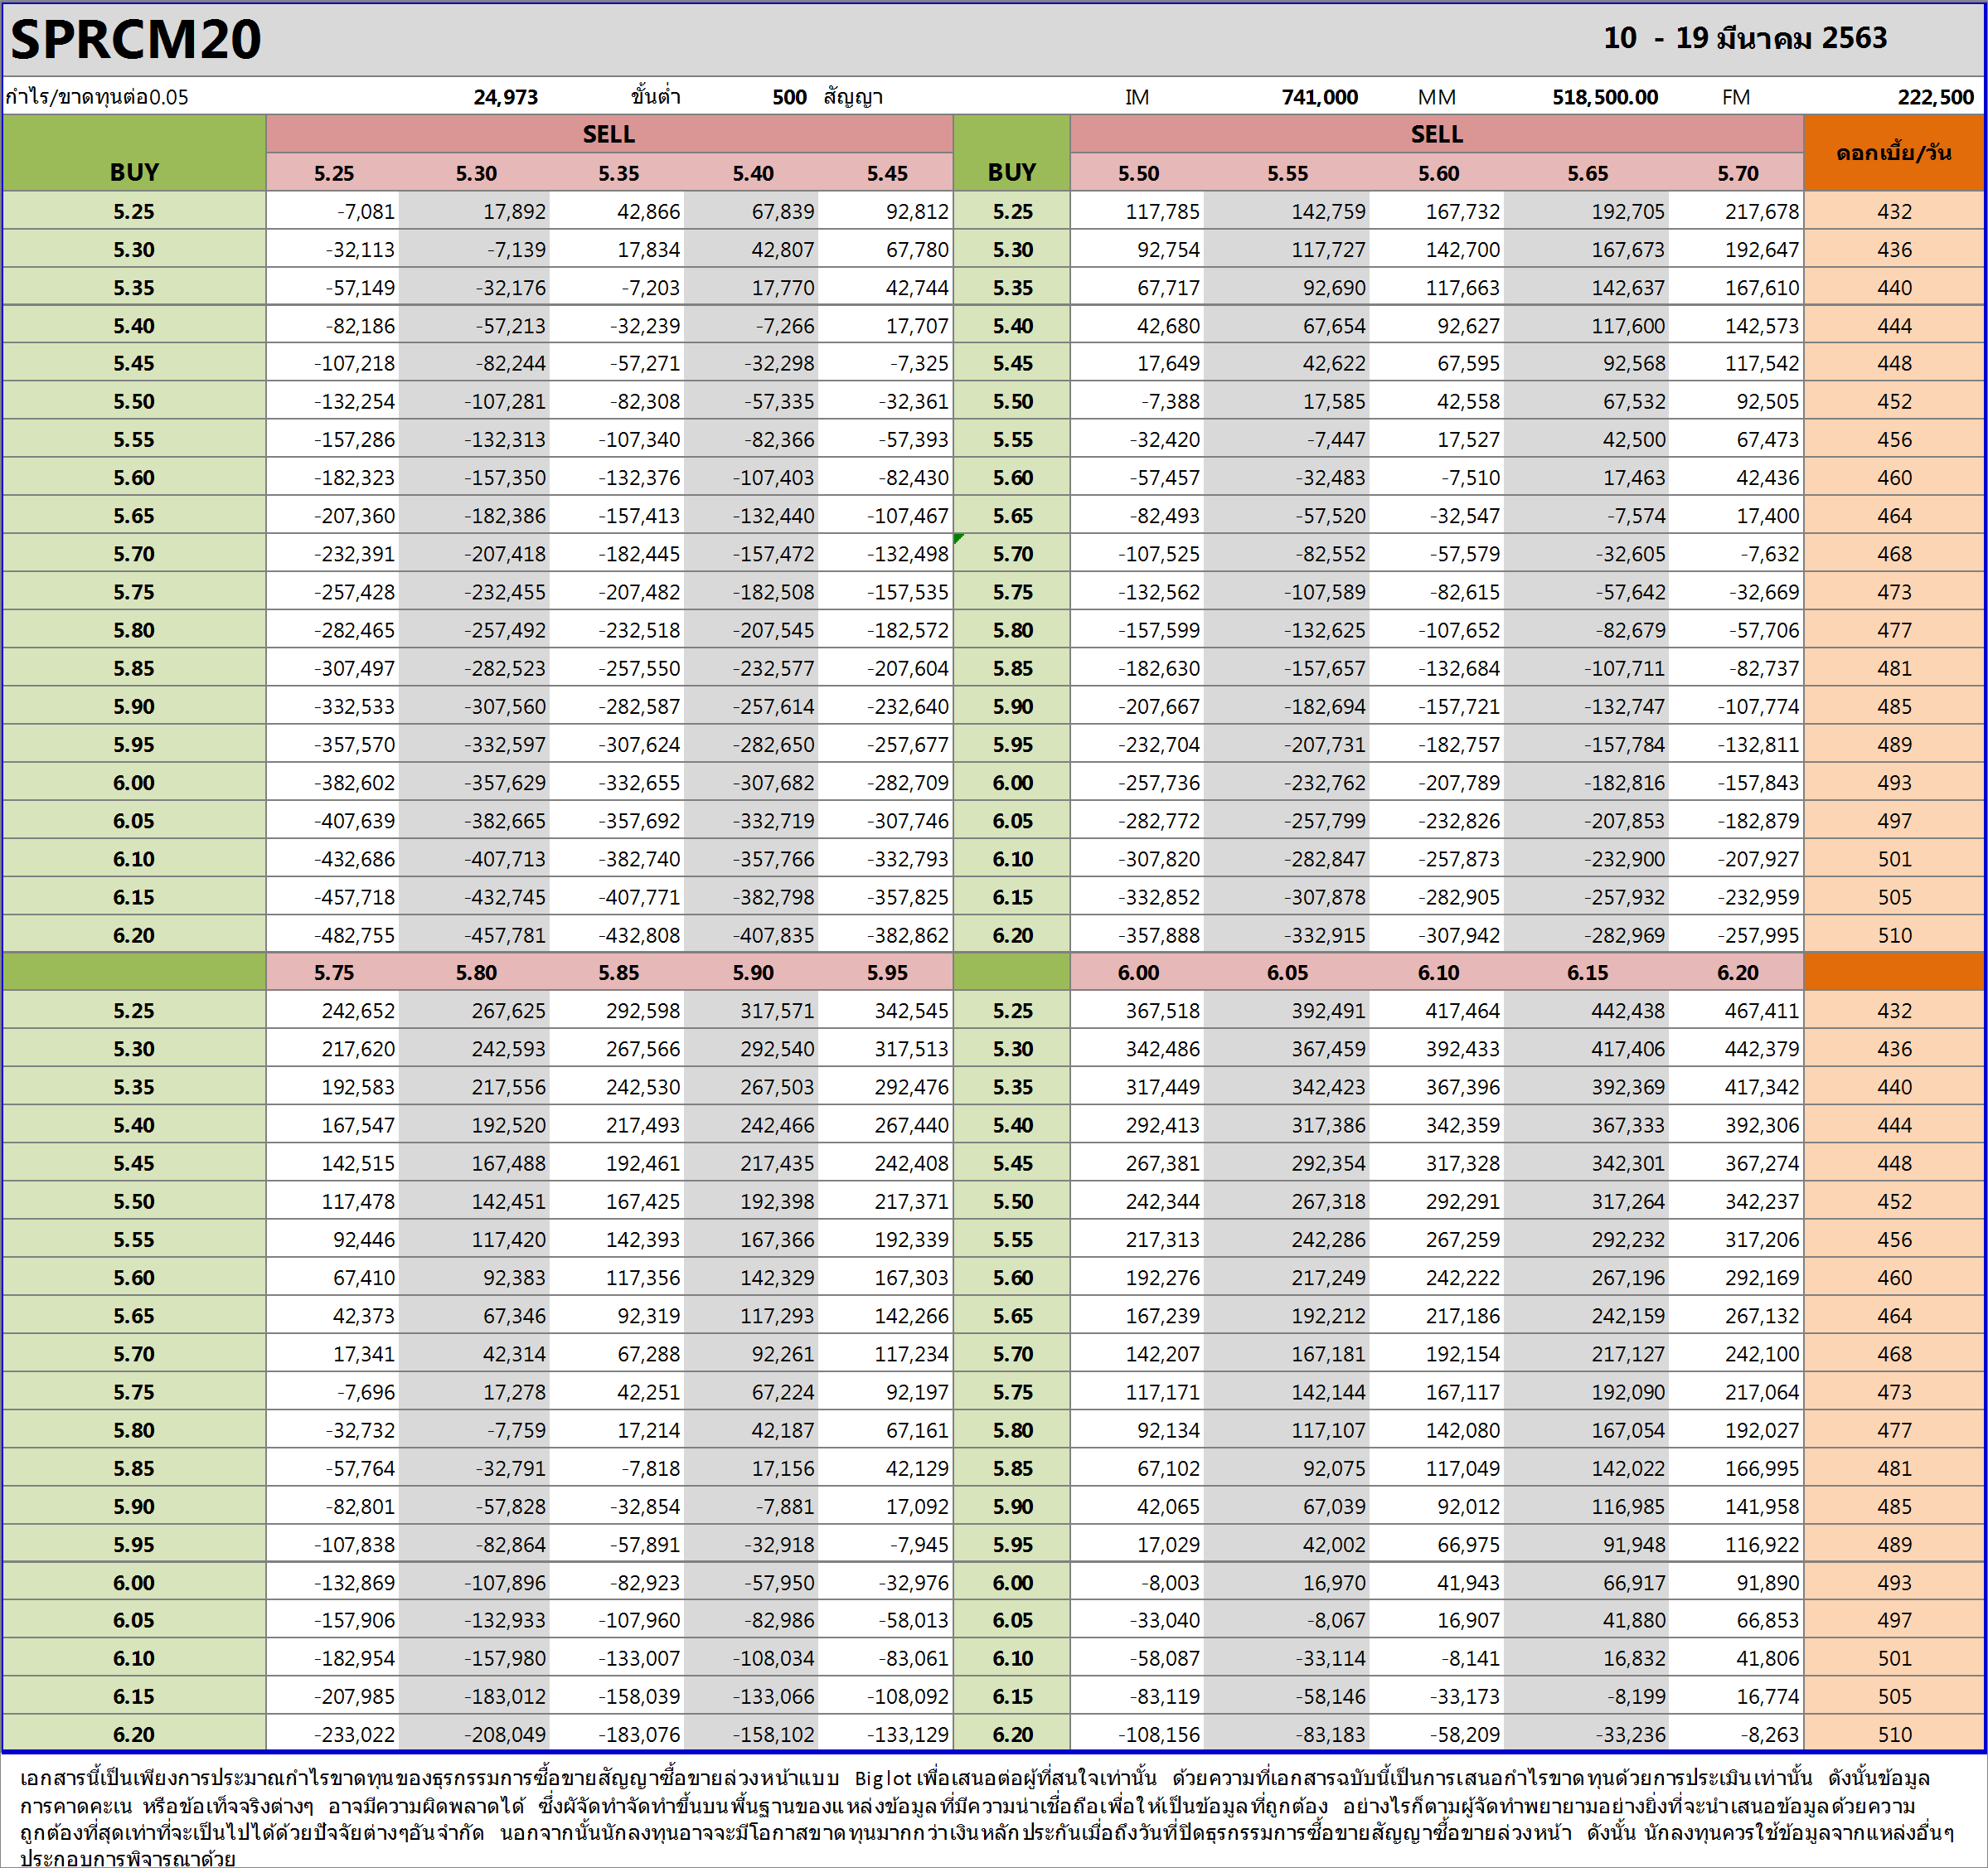 SPRCM20 10 - 19 มีนาคม 2563
กำไร/ขาดทุนต่อ0.05 24,973 ขั้นต่ำ 500 สัญญา IM 741,000 MM 518,500.00 FM 222,500
SELL SELL
BUY 5.25 5.30 5.35 5.40 5.45 BUY 5.50 5.55 5.60 5.65 5.70 ดอกเบี้ย/วัน
5.25 -7,081 17,892 42,866 67,839 92,812 5.25 117,785 142,759 167,732 192,705 217,678 432
5.30 -32,113 -7,139 17,834 42,807 67,780 5.30 92,754 117,727 142,700 167,673 192,647 436
5.35 -57,149 -32,176 -7,203 17,770 42,744 5.35 67,717 92,690 117,663 142,637 167,610 440
5.40 -82,186 -57,213 -32,239 -7,266 17,707 5.40 42,680 67,654 92,627 117,600 142,573 444
5.45 -107,218 -82,244 -57,271 -32,298 -7,325 5.45 17,649 42,622 67,595 92,568 117,542 448
5.50 -132,254 -107,281 -82,308 -57,335 -32,361 5.50 -7,388 17,585 42,558 67,532 92,505 452
5.55 -157,286 -132,313 -107,340 -82,366 -57,393 5.55 -32,420 -7,447 17,527 42,500 67,473 456
5.60 -182,323 -157,350 -132,376 -107,403 -82,430 5.60 -57,457 -32,483 -7,510 17,463 42,436 460
5.65 -207,360 -182,386 -157,413 -132,440 -107,467 5.65 -82,493 -57,520 -32,547 -7,574 17,400 464
5.70 -232,391 -207,418 -182,445 -157,472 -132,498 5.70 -107,525 -82,552 -57,579 -32,605 -7,632 468
5.75 -257,428 -232,455 -207,482 -182,508 -157,535 5.75 -132,562 -107,589 -82,615 -57,642 -32,669 473
5.80 -282,465 -257,492 -232,518 -207,545 -182,572 5.80 -157,599 -132,625 -107,652 -82,679 -57,706 477
5.85 -307,497 -282,523 -257,550 -232,577 -207,604 5.85 -182,630 -157,657 -132,684 -107,711 -82,737 481
5.90 -332,533 -307,560 -282,587 -257,614 -232,640 5.90 -207,667 -182,694 -157,721 -132,747 -107,774 485
5.95 -357,570 -332,597 -307,624 -282,650 -257,677 5.95 -232,704 -207,731 -182,757 -157,784 -132,811 489
6.00 -382,602 -357,629 -332,655 -307,682 -282,709 6.00 -257,736 -232,762 -207,789 -182,816 -157,843 493
6.05 -407,639 -382,665 -357,692 -332,719 -307,746 6.05 -282,772 -257,799 -232,826 -207,853 -182,879 497
6.10 -432,686 -407,713 -382,740 -357,766 -332,793 6.10 -307,820 -282,847 -257,873 -232,900 -207,927 501
6.15 -457,718 -432,745 -407,771 -382,798 -357,825 6.15 -332,852 -307,878 -282,905 -257,932 -232,959 505
6.20 -482,755 -457,781 -432,808 -407,835 -382,862 6.20 -357,888 -332,915 -307,942 -282,969 -257,995 510
5.75 5.80 5.85 5.90 5.95 6.00 6.05 6.10 6.15 6.20
5.25 242,652 267,625 292,598 317,571 342,545 5.25 367,518 392,491 417,464 442,438 467,411 432
5.30 217,620 242,593 267,566 292,540 317,513 5.30 342,486 367,459 392,433 417,406 442,379 436
5.35 192,583 217,556 242,530 267,503 292,476 5.35 317,449 342,423 367,396 392,369 417,342 440
5.40 167,547 192,520 217,493 242,466 267,440 5.40 292,413 317,386 342,359 367,333 392,306 444
5.45 142,515 167,488 192,461 217,435 242,408 5.45 267,381 292,354 317,328 342,301 367,274 448
5.50 117,478 142,451 167,425 192,398 217,371 5.50 242,344 267,318 292,291 317,264 342,237 452
5.55 92,446 117,420 142,393 167,366 192,339 5.55 217,313 242,286 267,259 292,232 317,206 456
5.60 67,410 92,383 117,356 142,329 167,303 5.60 192,276 217,249 242,222 267,196 292,169 460
5.65 42,373 67,346 92,319 117,293 142,266 5.65 167,239 192,212 217,186 242,159 267,132 464
5.70 17,341 42,314 67,288 92,261 117,234 5.70 142,207 167,181 192,154 217,127 242,100 468
5.75 -7,696 17,278 42,251 67,224 92,197 5.75 117,171 142,144 167,117 192,090 217,064 473
5.80 -32,732 -7,759 17,214 42,187 67,161 5.80 92,134 117,107 142,080 167,054 192,027 477
5.85 -57,764 -32,791 -7,818 17,156 42,129 5.85 67,102 92,075 117,049 142,022 166,995 481
5.90 -82,801 -57,828 -32,854 -7,881 17,092 5.90 42,065 67,039 92,012 116,985 141,958 485
5.95 -107,838 -82,864 -57,891 -32,918 -7,945 5.95 17,029 42,002 66,975 91,948 116,922 489
6.00 -132,869 -107,896 -82,923 -57,950 -32,976 6.00 -8,003 16,970 41,943 66,917 91,890 493
6.05 -157,906 -132,933 -107,960 -82,986 -58,013 6.05 -33,040 -8,067 16,907 41,880 66,853 497
6.10 -182,954 -157,980 -133,007 -108,034 -83,061 6.10 -58,087 -33,114 -8,141 16,832 41,806 501
6.15 -207,985 -183,012 -158,039 -133,066 -108,092 6.15 -83,119 -58,146 -33,173 -8,199 16,774 505
6.20 -233,022 -208,049 -183,076 -158,102 -133,129 6.20 -108,156 -83,183 -58,209 -33,236 -8,263 510
เอกสารนี้เป็นเพียงการประมาณกำไรขาดทุนของธุรกรรมการซื้อขายสัญญาซื้อขายล่วงหน้าแบบ Big lot เพื่อเสนอต่อผู้ที่สนใจเท่านั้น ด้วยความที่เอกสารฉบับนี้เป็นการเสนอกำไรขาดทุนด้วยการประเมินเท่านั้น ดังนั้นข้อมูล
การคาดคะเน หรือข้อเท็จจริงต่างๆ อาจมีความผิดพลาดได้ ซึ่งผัจัดทำจัดทำขึ้นบนพื้นฐานของแหล่งข้อมูลที่มีความน่าเชื่อถือเพื่อให้เป็นข้อมูลที่ถูกต้อง อย่างไรก็ตามผู้จัดทำพยายามอย่างยิ่งที่จะนำเสนอข้อมูลด้วยความ
ถูกต้องที่สุดเท่าที่จะเป็นไปได้ด้วยปัจจัยต่างๆอันจำกัด นอกจากนั้นนักลงทุนอาจจะมีโอกาสขาดทุนมากกว่าเงินหลักประกันเมื่อถึงวันที่ปิดธุรกรรมการซื้อขายสัญญาซื้อขายล่วงหน้า ดังนั้น นักลงทุนควรใช้ข้อมูลจากแหล่งอื่นๆ
ประกอบการพิจารณาด้วย